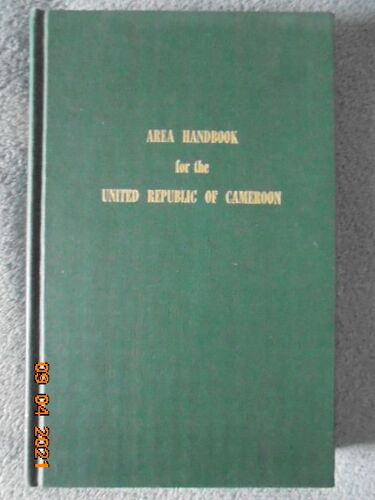 AREA HANDBOOK
for the
UNITED REPUBLIC OF CAMEROON
09 04 2021